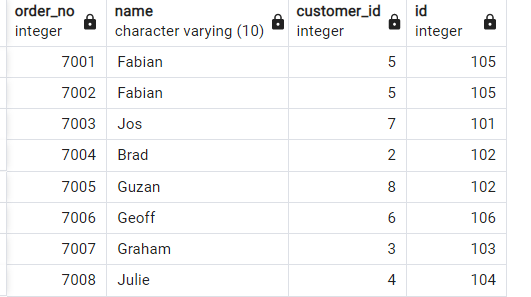 order_no name customer_id id
integer character varying (10) integer integer
7001 Fabian 5 105
7002 Fabian 5 105
7003 Jos 7 101
7004 Brad 2 102
7005 Guzan 8 102
7006 Geoff 6 106
7007 Graham 3 103
7008 Julie 4 104